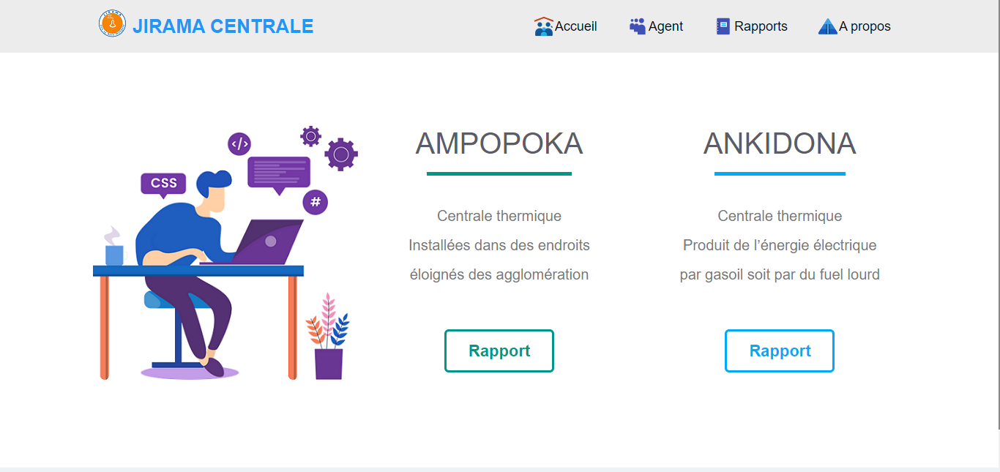 JIRAMA
JIRAMA CENTRALE
Accueil
Agent
Rapports
A propos
</>
CSS
#
AMPOPOKA
Centrale thermique
Installées dans des endroits
éloignés des agglomération
Rapport
ANKIDONA
Centrale thermique
Produit de l’énergie électrique
par gasoil soit par du fuel lourd
Rapport